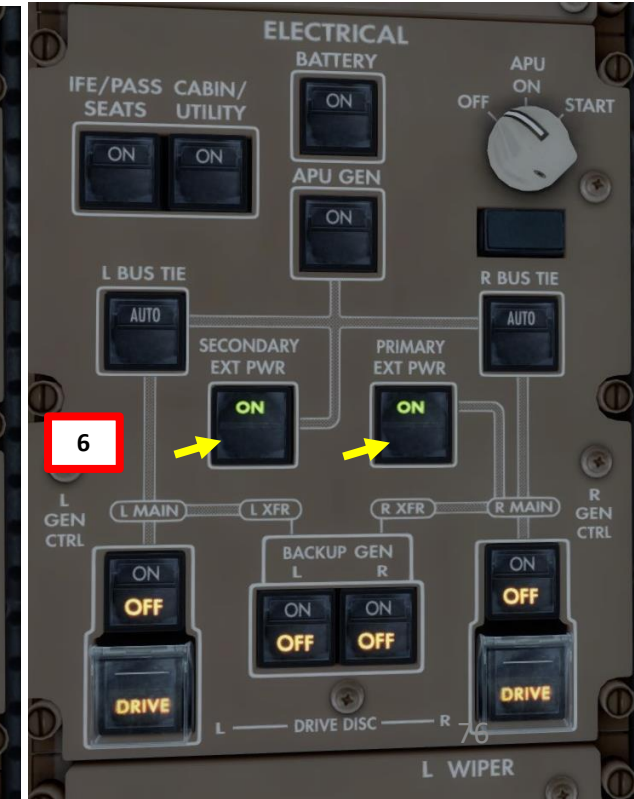 ELECTRICAL
BATTERY
ON
IFE/PASS
SEATS
CABIN/
UTILITY
ON
ON
APU
OFF ON START
APU GEN
ON
L BUS TIE
AUTO
R BUS TIE
AUTO
SECONDARY
EXT PWR
ON
PRIMARY
EXT PWR
ON
6
L
GEN
CTRL
L MAIN
L XFR
R XFR
R MAIN
R
GEN
CTRL
ON
OFF
DRIVE
BACKUP GEN
L R
ON
OFF
ON
OFF
ON
OFF
DRIVE
L DRIVE DISC R
76
L WIPER